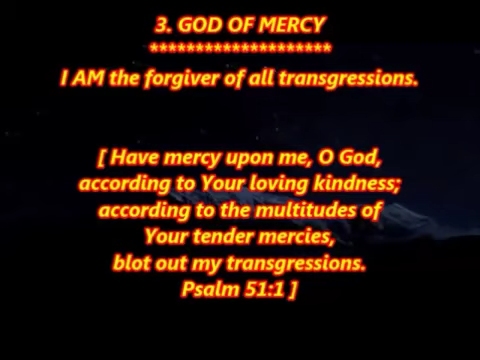 3. GOD OF MERCY
*******************
I AM the forgiver of all transgressions.
[ Have mercy upon me, O God,
according to Your loving kindness;
according to the multitudes of
Your tender mercies,
blot out my transgressions.
Psalm 51:1 ]